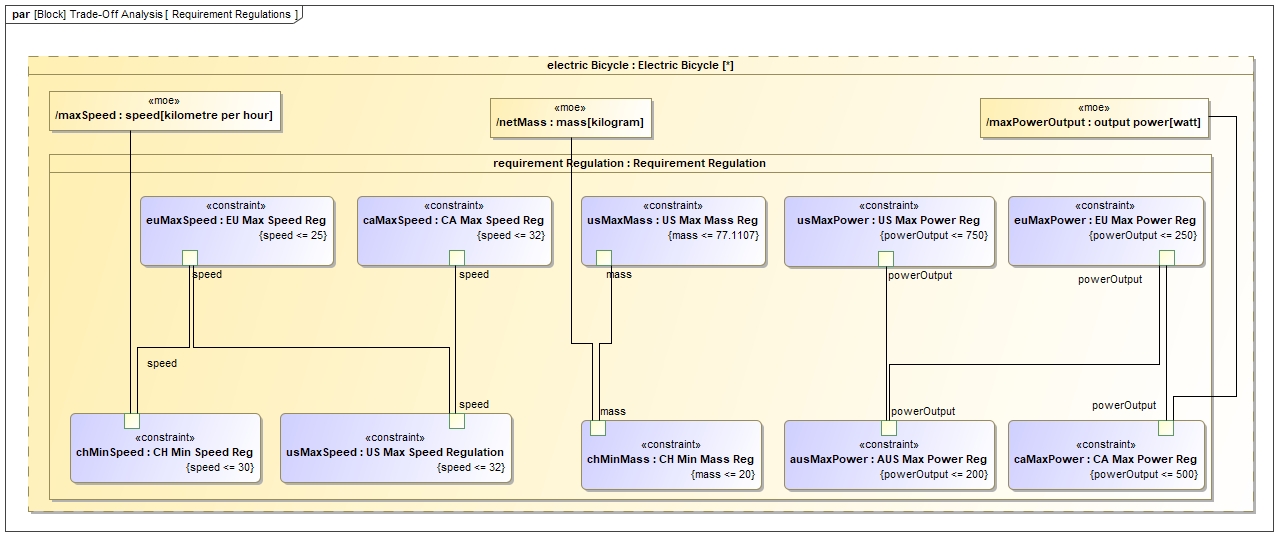 par [Block] Trade-Off Analysis [ Requirement Regulations ]
electric Bicycle : Electric Bicycle [*]
«moe»
/maxSpeed : speed[kilometre per hour]
«moe»
/netMass : mass[kilogram]
«moe»
/maxPowerOutput : output power[watt]
requirement Regulation : Requirement Regulation
«constraint»
euMaxSpeed : EU Max Speed Reg
{speed <= 25}
speed
«constraint»
caMaxSpeed : CA Max Speed Reg
{speed <= 32}
speed
«constraint»
usMaxMass : US Max Mass Reg
{mass <= 77.1107}
mass
«constraint»
usMaxPower : US Max Power Reg
{powerOutput <= 750}
powerOutput
«constraint»
euMaxPower : EU Max Power Reg
{powerOutput <= 250}
powerOutput
speed
«constraint»
chMinSpeed : CH Min Speed Reg
{speed <= 30}
speed
«constraint»
usMaxSpeed : US Max Speed Regulation
{speed <= 32}
mass
«constraint»
chMinMass : CH Min Mass Reg
{mass <= 20}
powerOutput
«constraint»
ausMaxPower : AUS Max Power Reg
{powerOutput <= 200}
powerOutput
«constraint»
caMaxPower : CA Max Power Reg
{powerOutput <= 500}